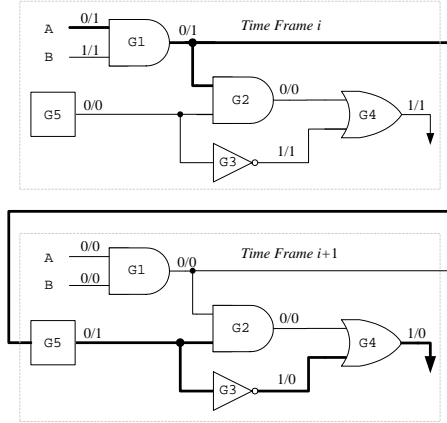 A 0/1 0/1 Time Frame i
G1
B 1/1
G5 0/0 G2 0/0 G4 1/1
G3 1/1
A 0/0 0/0 Time Frame i+1
G1
B 0/0
G5 0/1 G2 0/0 G4 1/0
G3 1/0